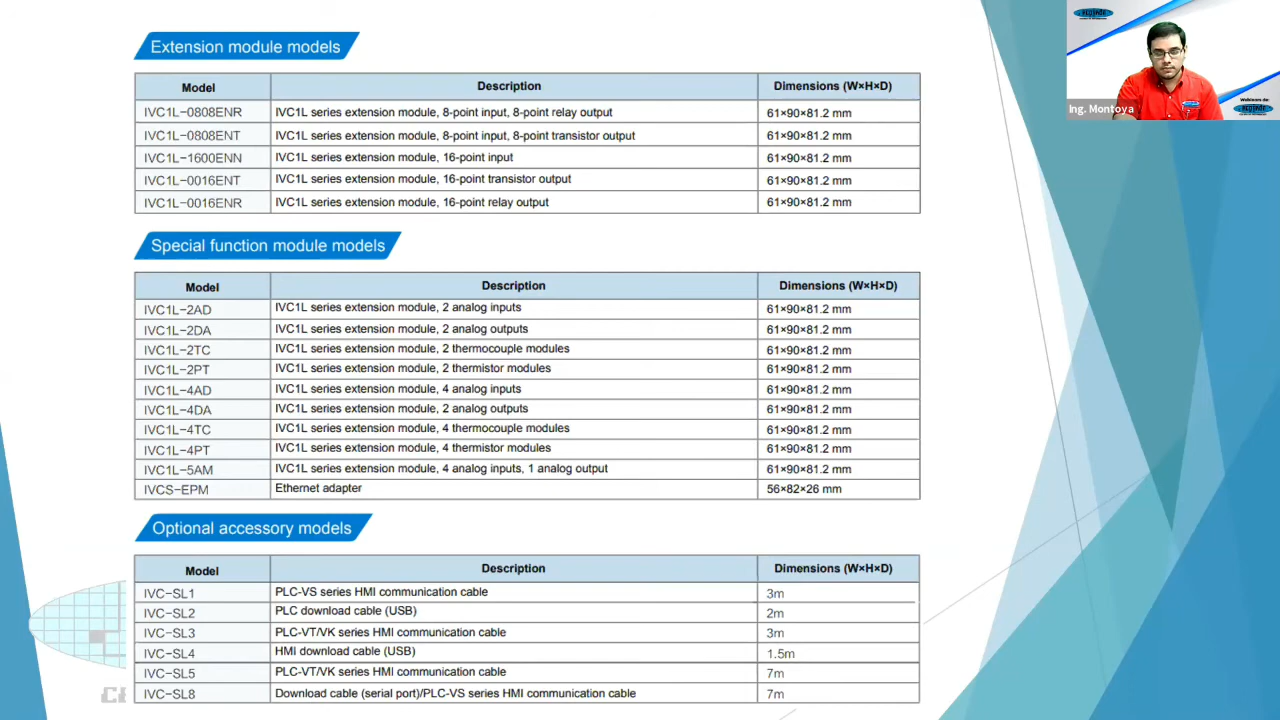 Extension module models
Model Description Dimensions (W×H×D)
IVC1L-0808ENR IVC1L series extension module, 8-point input, 8-point relay output 61×90×81.2 mm
IVC1L-0808ENT IVC1L series extension module, 8-point input, 8-point transistor output 61×90×81.2 mm
IVC1L-1600ENN IVC1L series extension module, 16-point input 61×90×81.2 mm
IVC1L-0016ENT IVC1L series extension module, 16-point transistor output 61×90×81.2 mm
IVC1L-0016ENR IVC1L series extension module, 16-point relay output 61×90×81.2 mm
Special function module models
Model Description Dimensions (W×H×D)
IVC1L-2AD IVC1L series extension module, 2 analog inputs 61×90×81.2 mm
IVC1L-2DA IVC1L series extension module, 2 analog outputs 61×90×81.2 mm
IVC1L-2TC IVC1L series extension module, 2 thermocouple modules 61×90×81.2 mm
IVC1L-2PT IVC1L series extension module, 2 thermistor modules 61×90×81.2 mm
IVC1L-4AD IVC1L series extension module, 4 analog inputs 61×90×81.2 mm
IVC1L-4DA IVC1L series extension module, 2 analog outputs 61×90×81.2 mm
IVC1L-4TC IVC1L series extension module, 4 thermocouple modules 61×90×81.2 mm
IVC1L-4PT IVC1L series extension module, 4 thermistor modules 61×90×81.2 mm
IVC1L-5AM IVC1L series extension module, 4 analog inputs, 1 analog output 61×90×81.2 mm
IVCS-EPM Ethernet adapter 56×82×26 mm
Optional accessory models
Model Description Dimensions (W×H×D)
IVC-SL1 PLC-VS series HMI communication cable 3m
IVC-SL2 PLC download cable (USB) 2m
IVC-SL3 PLC-VT/VK series HMI communication cable 3m
IVC-SL4 HMI download cable (USB) 1.5m
IVC-SL5 PLC-VT/VK series HMI communication cable 7m
IVC-SL8 Download cable (serial port)/PLC-VS series HMI communication cable 7m
Ing. Montoya
Webinars de: